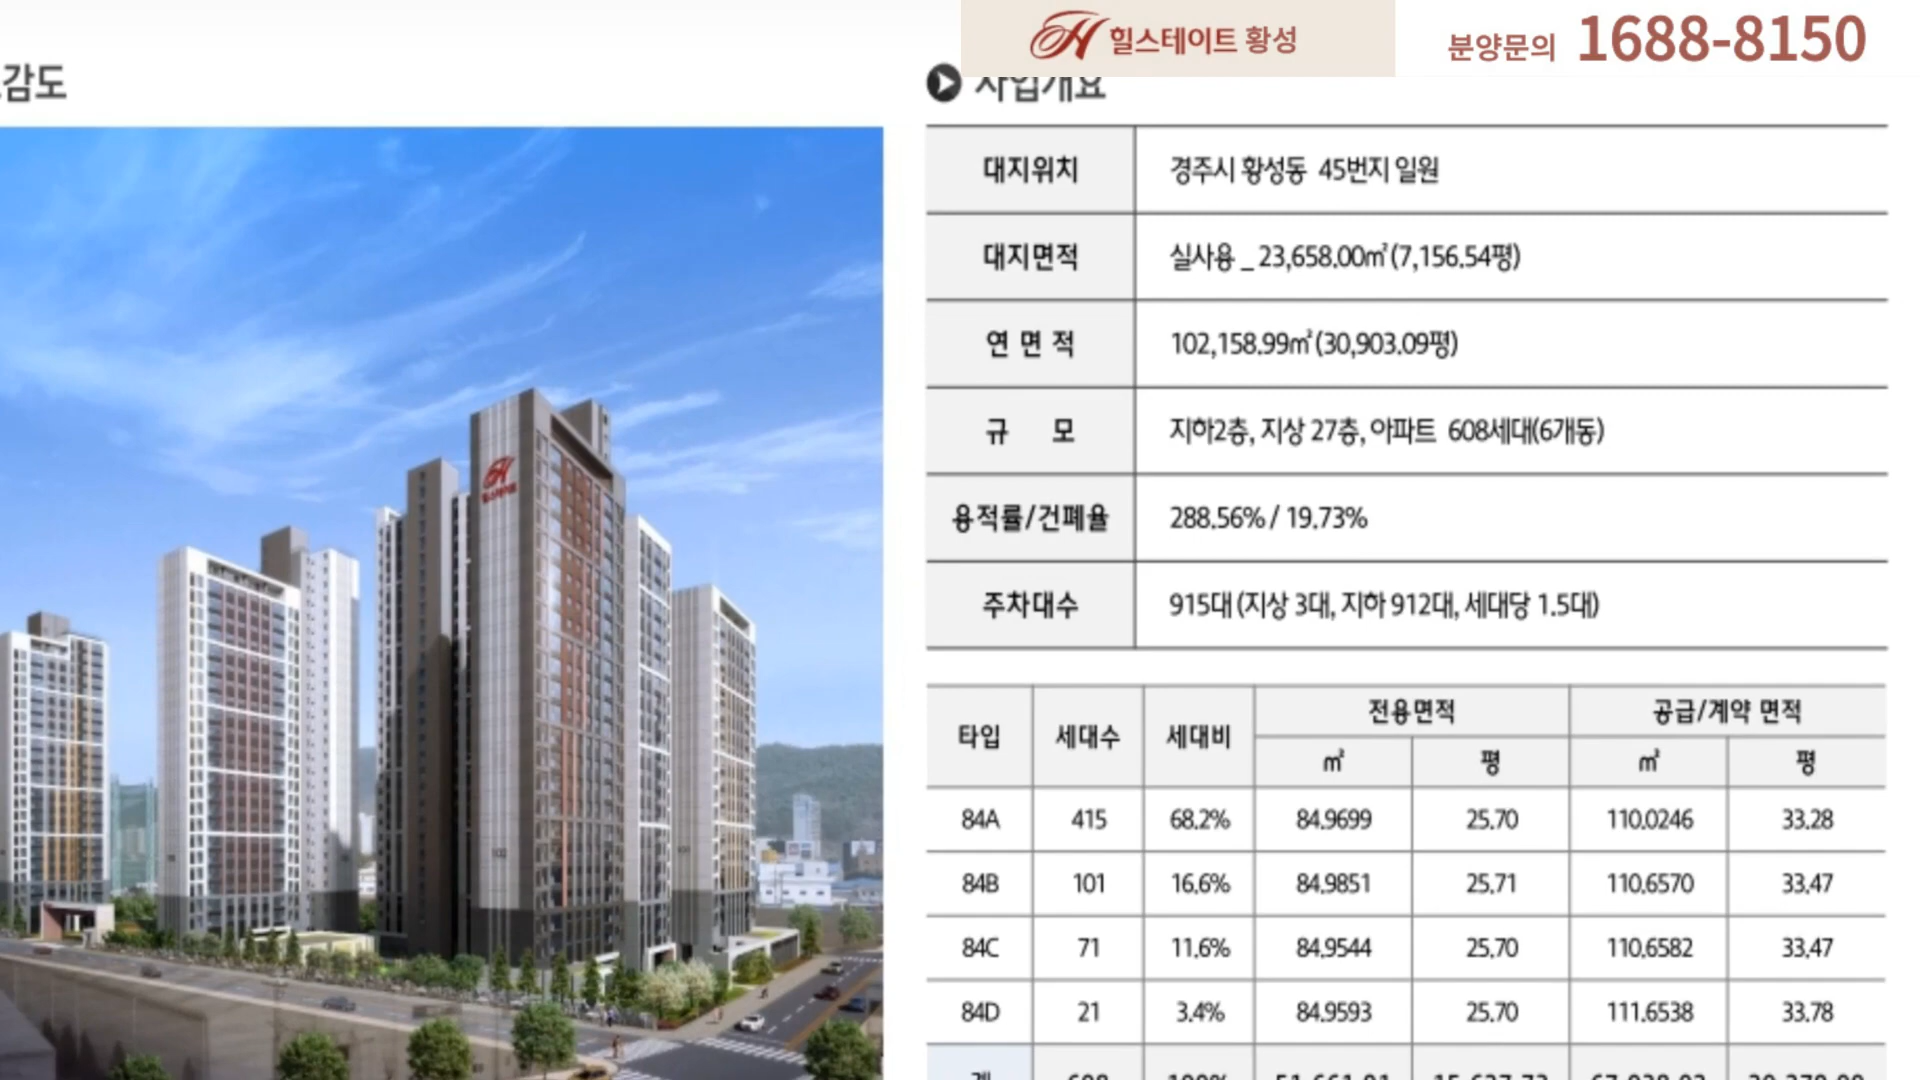 힐스테이트 황성
분양문의 1688-8150
감도
사업개요
대지위치 경주시 황성동 45번지 일원
대지면적 실사용 _ 23,658.00㎡(7,156.54평)
연 면 적 102,158.99㎡(30,903.09평)
규 모 지하2층, 지상 27층, 아파트 608세대(6개동)
용적률/건폐율 288.56% / 19.73%
주차대수 915대 (지상 3대, 지하 912대, 세대당 1.5대)
타입 세대수 세대비 전용면적 공급/계약 면적
㎡ 평 ㎡ 평
84A 415 68.2% 84.9699 25.70 110.0246 33.28
84B 101 16.6% 84.9851 25.71 110.6570 33.47
84C 71 11.6% 84.9544 25.70 110.6582 33.47
84D 21 3.4% 84.9593 25.70 111.6538 33.78
계 608 100%